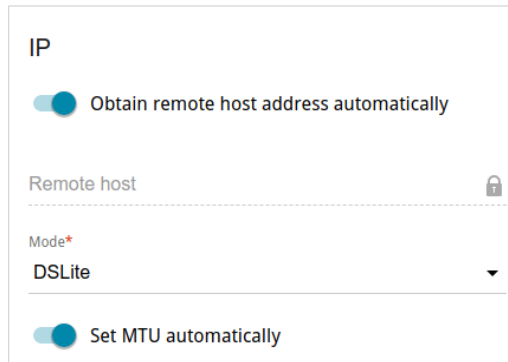 IP
Obtain remote host address automatically
Remote host
Mode*
DSLite
Set MTU automatically